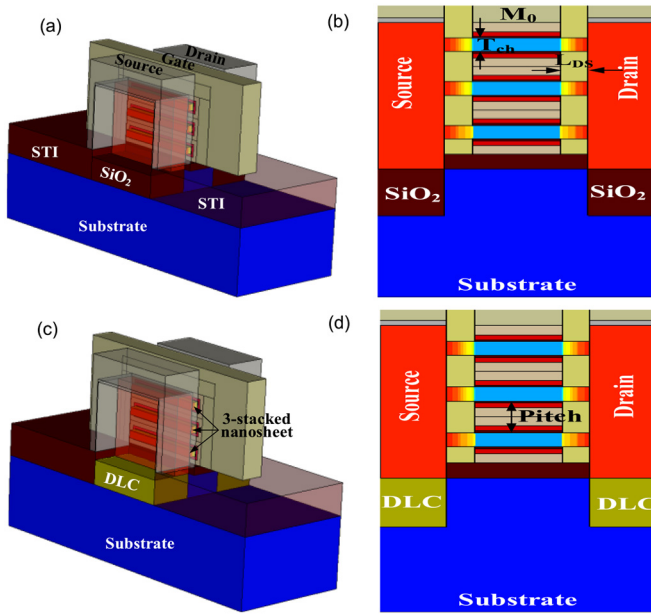 (a)
Drain
Gate
Source
STI
SiO2
STI
Substrate
(b)
M0
Tch
LDS
Source
Drain
SiO2
SiO2
Substrate
(c)
3-stacked
nanosheet
DLC
Substrate
(d)
Source
Drain
Pitch
DLC
DLC
Substrate